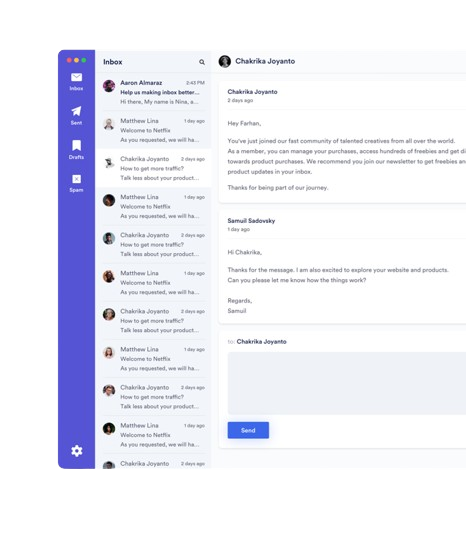 Inbox
Sent
Drafts
Spam
Inbox
Aaron Almaraz 3:43 PM
Help us making inbox better...
Hi there, My name is Nina, a...
Matthew Lina 1 day ago
Welcome to Netflix
As you requested, we will ha...
Chakrika Joyanto 2 days ago
How to get more traffic?
Talk less about your product...
Matthew Lina 1 day ago
Welcome to Netflix
As you requested, we will ha...
Chakrika Joyanto 2 days ago
How to get more traffic?
Talk less about your product...
Matthew Lina 1 day ago
Welcome to Netflix
As you requested, we will ha...
Chakrika Joyanto 2 days ago
How to get more traffic?
Talk less about your product...
Matthew Lina 1 day ago
Welcome to Netflix
As you requested, we will ha...
Chakrika Joyanto 2 days ago
How to get more traffic?
Talk less about your product...
Matthew Lina 1 day ago
Welcome to Netflix
As you requested, we will ha...
Chakrika Joyanto 2 days ago
Chakrika Joyanto
Chakrika Joyanto
2 days ago
Hey Farhan,
You've just joined our fast community of talented creatives from all over the world.
As a member, you can manage your purchases, access hundreds of freebies and get di
towards product purchases. We recommend you join our newsletter to get freebies an
product updates in your inbox.
Thanks for being part of our journey.
Samuil Sadovsky
1 day ago
Hi Chakrika,
Thanks for the message. I am also excited to explore your website and products.
Can you please let me know how the things work?
Regards,
Samuil
to: Chakrika Joyanto
Send